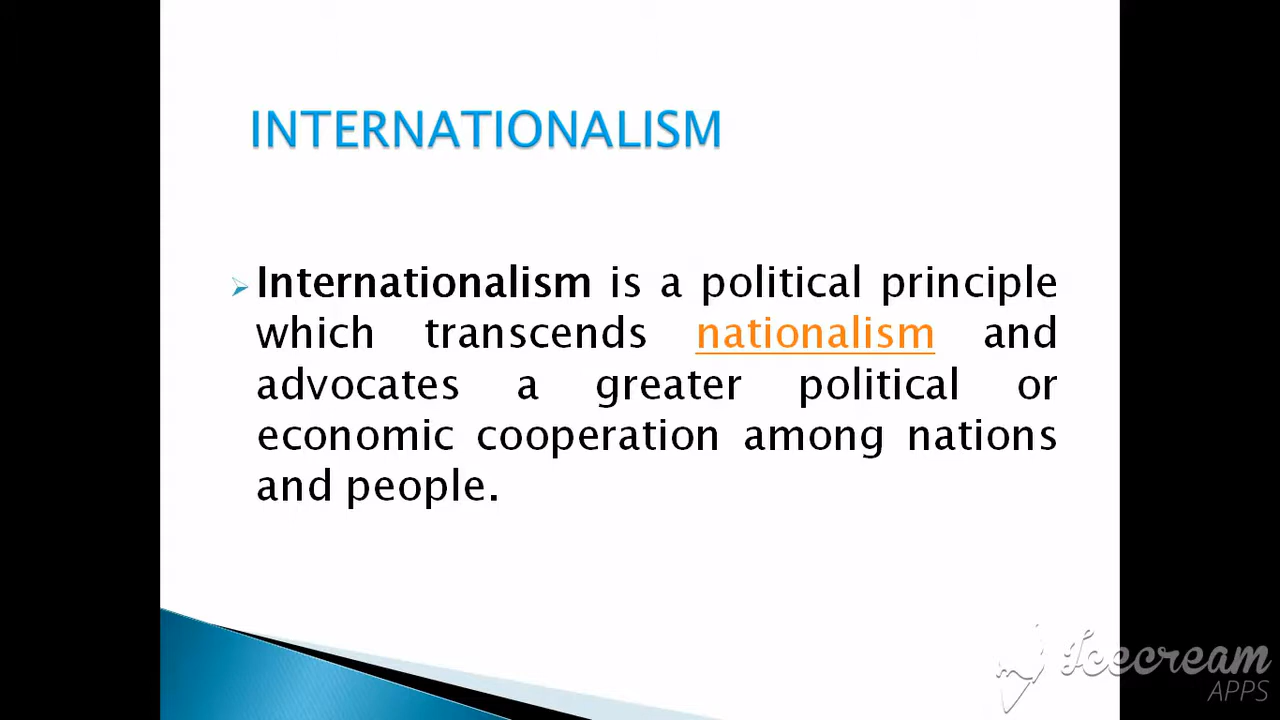 INTERNATIONALISM
Internationalism is a political principle
which transcends nationalism and
advocates a greater political or
economic cooperation among nations
and people.
Icecream
APPS